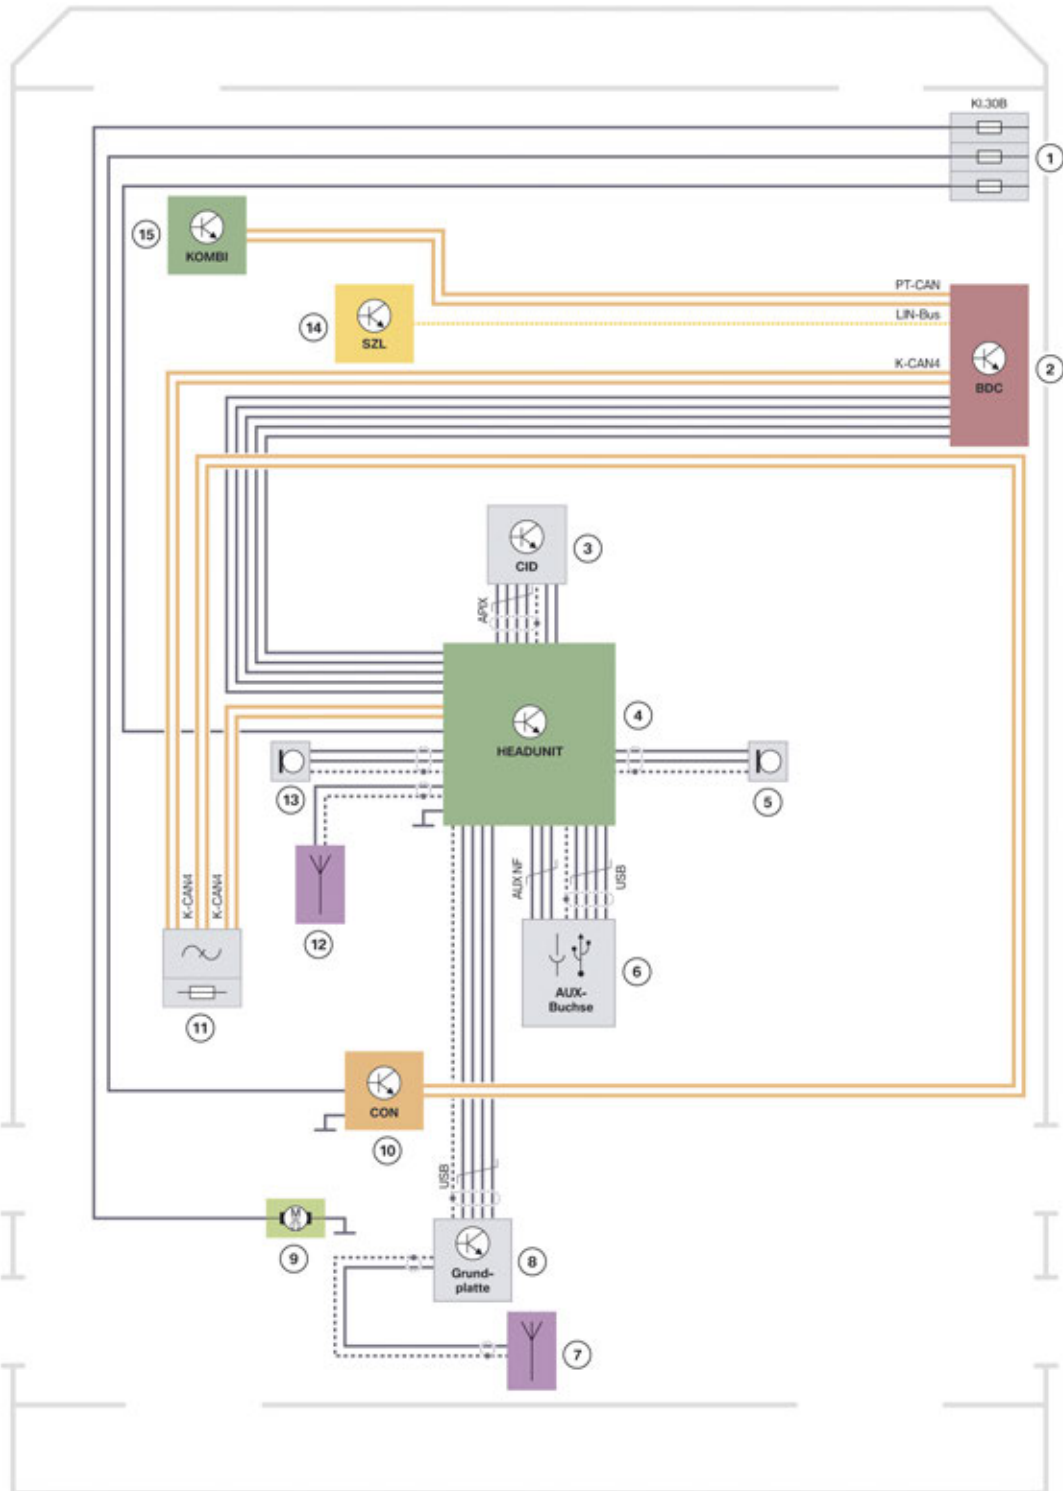 KI.30B
1
15
KOMBI
PT-CAN
14
SZL
LIN-Bus
K-CAN4
2
BDC
3
CID
APIX
4
HEADUNIT
13
5
K-CAN4
K-CAN4
12
AUX NF
USB
6
AUX-
Buchse
11
CON
10
USB
9
8
Grund-
platte
7